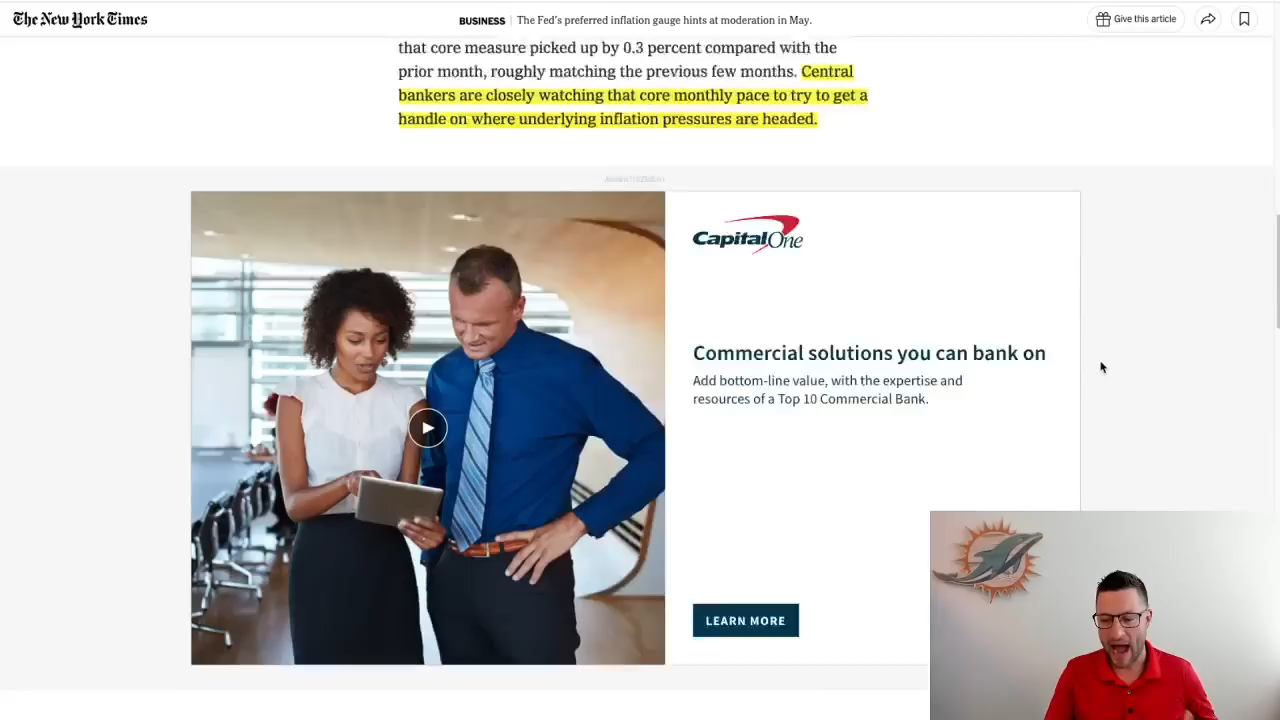 The New York Times
BUSINESS | The Fed's preferred inflation gauge hints at moderation in May.
Give this article
that core measure picked up by 0.3 percent compared with the
prior month, roughly matching the previous few months. Central
bankers are closely watching that core monthly pace to try to get a
handle on where underlying inflation pressures are headed.
CapitalOne
Commercial solutions you can bank on
Add bottom-line value, with the expertise and
resources of a Top 10 Commercial Bank.
LEARN MORE